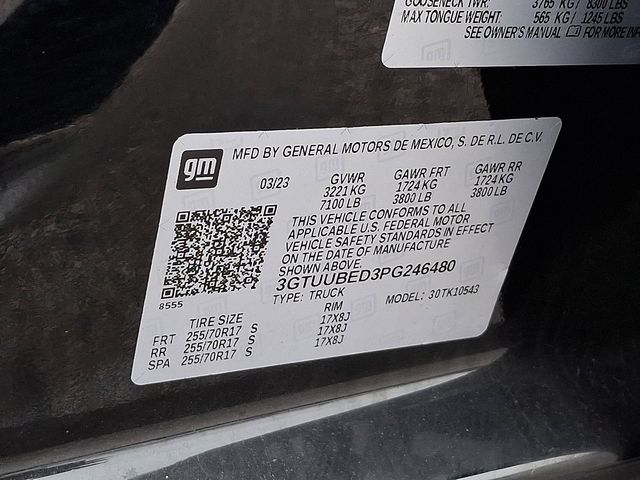 GOOSENECK TWR: 3765 KG/ 8300 LBS
MAX TONGUE WEIGHT: 565 KG / 1245 LBS
SEE OWNER'S MANUAL FOR MORE
gm
MFD BY GENERAL MOTORS DE MEXICO, S. DE R.L. DE C.V.
03/23 GVWR GAWR FRT GAWR RR
3221 KG 1724 KG 1724 KG
7100 LB 3800 LB 3800 LB
THIS VEHICLE CONFORMS TO ALL
APPLICABLE U.S. FEDERAL MOTOR
VEHICLE SAFETY STANDARDS IN EFFECT
ON THE DATE OF MANUFACTURE
SHOWN ABOVE.
8555
3GTUUBED3PG246480
TYPE: TRUCK MODEL: 30TK10543
TIRE SIZE RIM
FRT 255/70R17 S 17X8J
RR 255/70R17 S 17X8J
SPA 255/70R17 S 17X8J